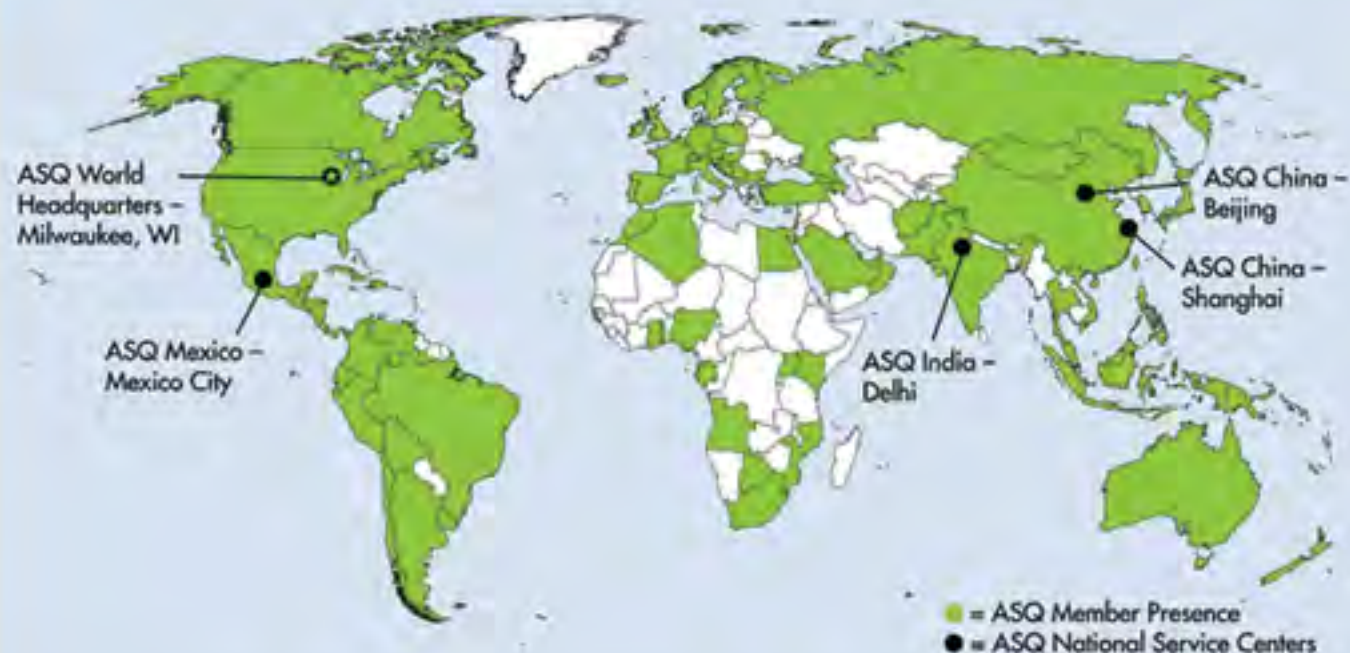 ASQ World
Headquarters –
Milwaukee, WI
ASQ Mexico –
Mexico City
ASQ China –
Beijing
ASQ China –
Shanghai
ASQ India –
Delhi
= ASQ Member Presence
= ASQ National Service Centers